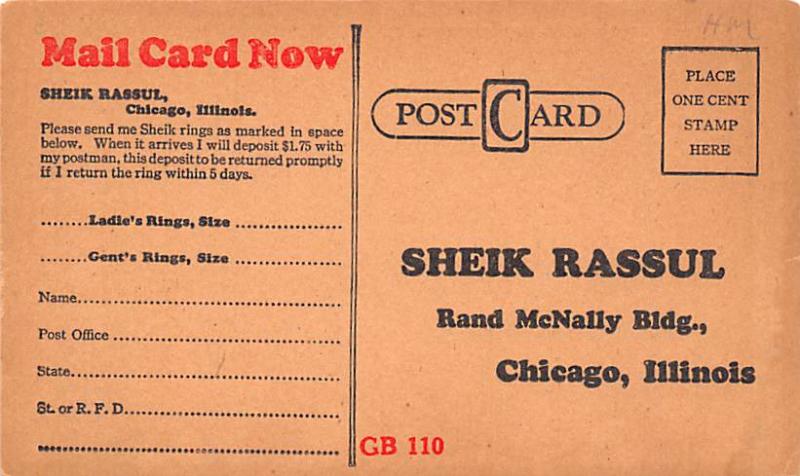 Mail Card Now
SHEIK RASSUL,
Chicago, Illinois.
Please send me Sheik rings as marked in space
below. When it arrives I will deposit $1.75 with
my postman, this deposit to be returned promptly
if I return the ring within 5 days.
........Ladie's Rings, Size ..................
........Gent's Rings, Size ..................
Name..............................................
Post Office ........................................
State..............................................
St. or R. F. D......................................
HM
POST CARD
PLACE
ONE CENT
STAMP
HERE
SHEIK RASSUL
Rand McNally Bldg.,
Chicago, Illinois
GB 110